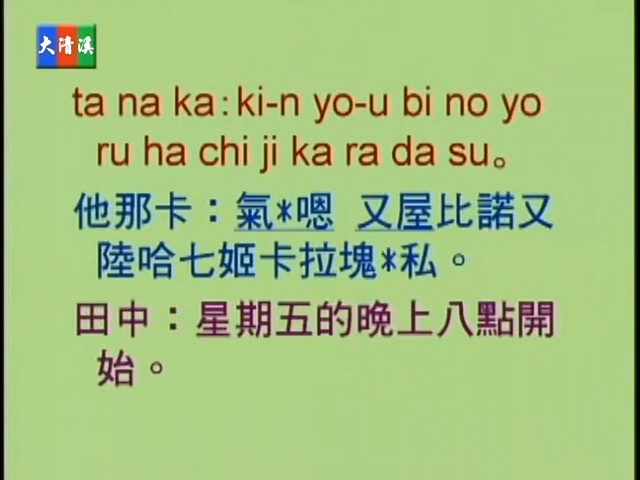 大清溪
ta na ka：ki-n yo-u bi no yo
ru ha chi ji ka ra da su。
他那卡：氣*嗯 又屋比諾又
陸哈七姬卡拉塊*私。
田中：星期五的晚上八點開
始。